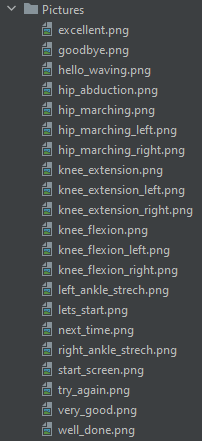 Pictures
excellent.png
goodbye.png
hello_waving.png
hip_abduction.png
hip_marching.png
hip_marching_left.png
hip_marching_right.png
knee_extension.png
knee_extension_left.png
knee_extension_right.png
knee_flexion.png
knee_flexion_left.png
knee_flexion_right.png
left_ankle_strech.png
lets_start.png
next_time.png
right_ankle_strech.png
start_screen.png
try_again.png
very_good.png
well_done.png